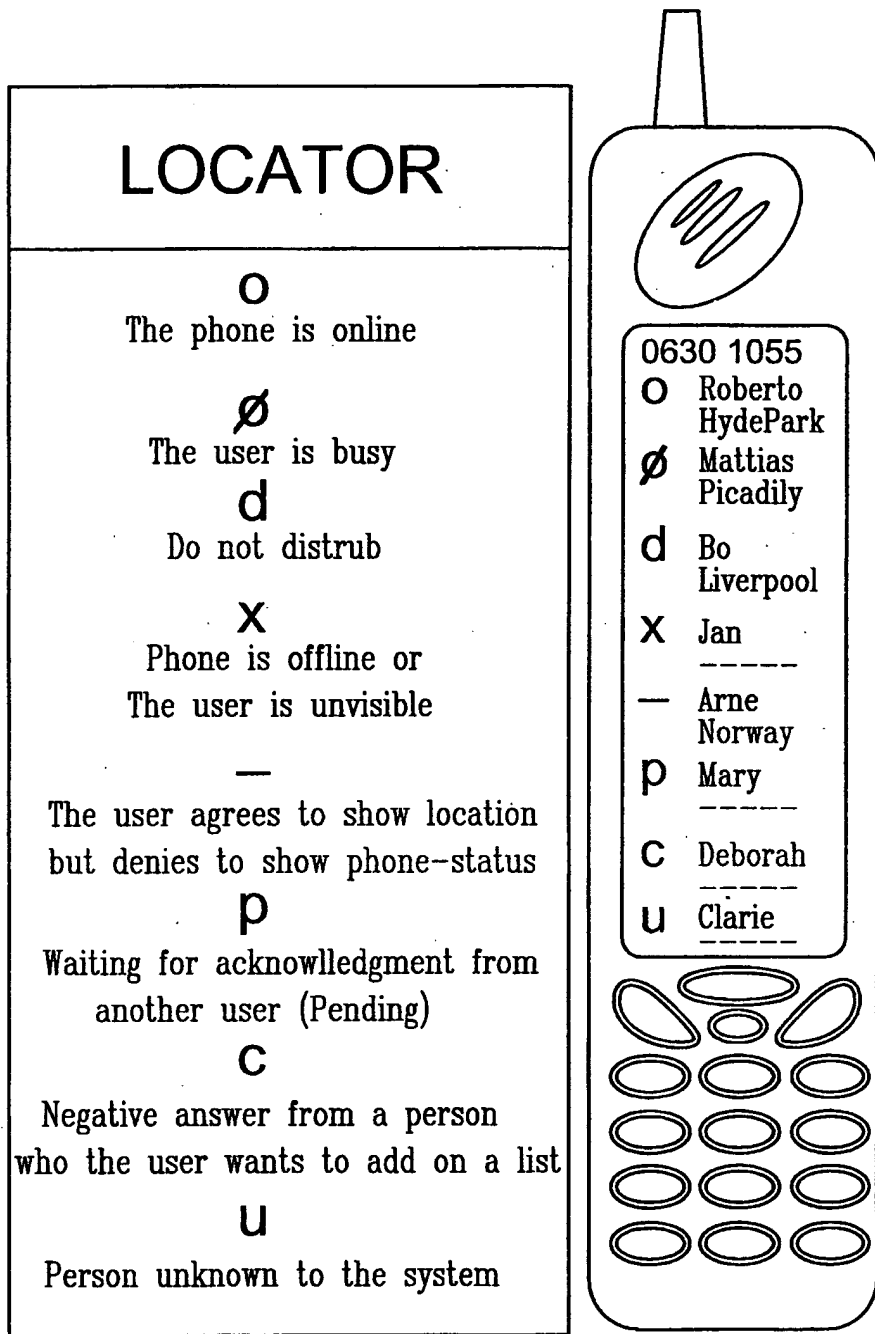 LOCATOR
o
The phone is online
ø
The user is busy
d
Do not distrub
x
Phone is offline or
The user is unvisible
—
The user agrees to show location
but denies to show phone-status
p
Waiting for acknowlledgment from
another user (Pending)
c
Negative answer from a person
who the user wants to add on a list
u
Person unknown to the system
0630 1055
o Roberto
HydePark
ø Mattias
Picadily
d Bo
Liverpool
x Jan
-----
— Arne
Norway
p Mary
-----
c Deborah
-----
u Clarie
-----